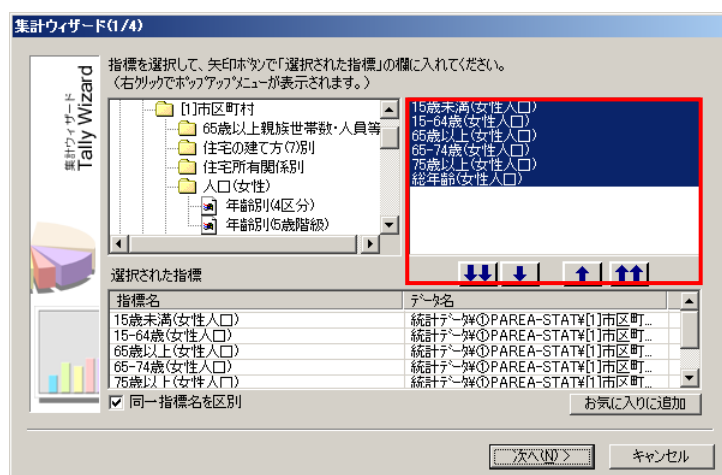 集計ウィザード(1/4)
集計ウィザード
Tally Wizard
指標を選択して、矢印ボタンで「選択された指標」の欄に入れてください。
(右クリックでポップアップメニューが表示されます。)
[1]市区町村
65歳以上親族世帯数・人員等
住宅の建て方(7)別
住宅所有関係別
人口(女性)
年齢別(4区分)
年齢別(5歳階級)
15歳未満(女性人口)
15-64歳(女性人口)
65歳以上(女性人口)
65-74歳(女性人口)
75歳以上(女性人口)
総年齢(女性人口)
選択された指標
指標名 データ名
15歳未満(女性人口) 統計データ¥①PAREA-STAT¥[1]市区町...
15-64歳(女性人口) 統計データ¥①PAREA-STAT¥[1]市区町...
65歳以上(女性人口) 統計データ¥①PAREA-STAT¥[1]市区町...
65-74歳(女性人口) 統計データ¥①PAREA-STAT¥[1]市区町...
75歳以上(女性人口) 統計データ¥①PAREA-STAT¥[1]市区町...
同一指標名を区別
お気に入りに追加
次へ(N) >
キャンセル